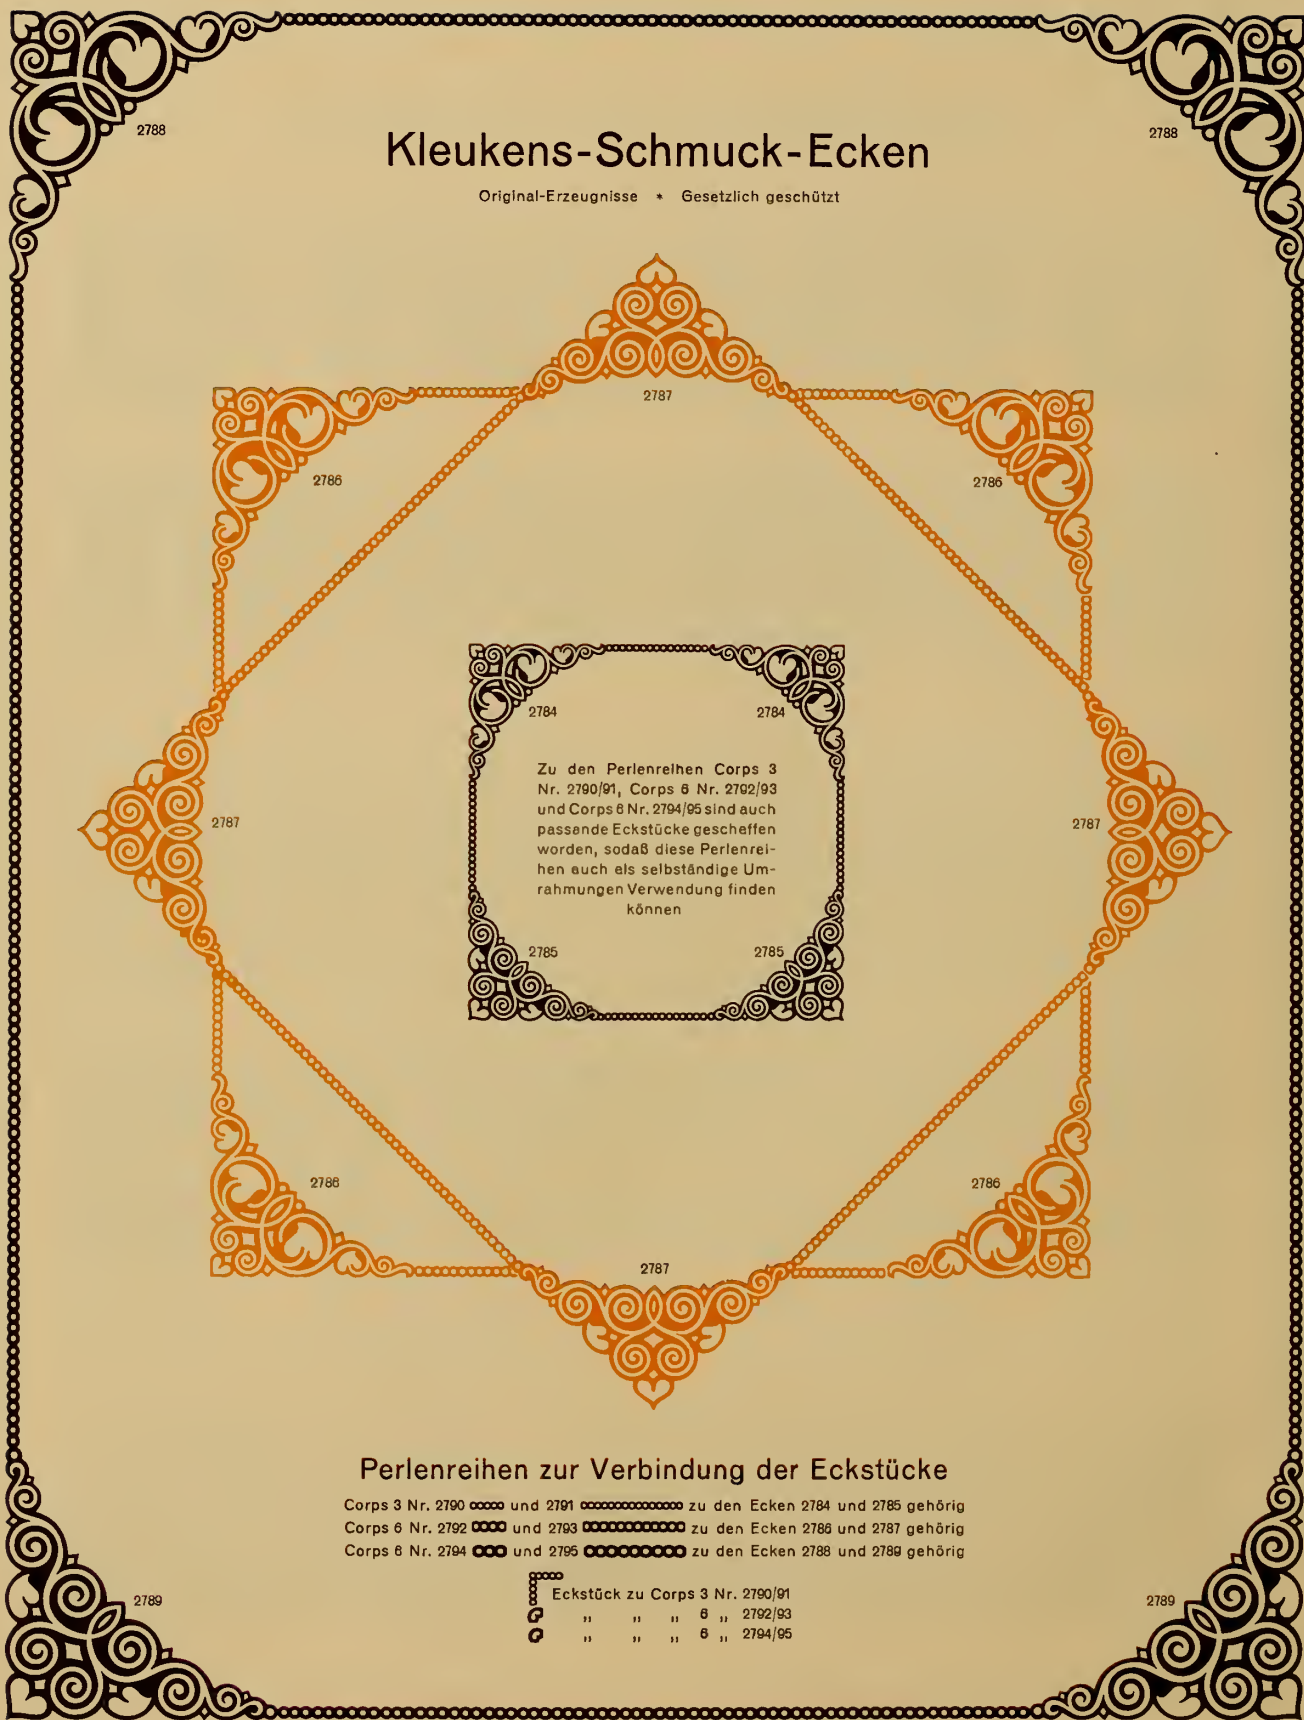 2788
2788
Kleukens-Schmuck-Ecken
Original-Erzeugnisse * Gesetzlich geschützt
2787
2786
2786
2784
2784
Zu den Perlenreihen Corps 3
Nr. 2790/91, Corps 6 Nr. 2792/93
und Corps 6 Nr. 2794/95 sind auch
passende Eckstücke geschaffen
worden, sodaß diese Perlenrei-
hen auch als selbständige Um-
rahmungen Verwendung finden
können
2787
2787
2785
2785
2786
2786
2787
Perlenreihen zur Verbindung der Eckstücke
Corps 3 Nr. 2790 und 2791 zu den Ecken 2784 und 2785 gehörig
Corps 6 Nr. 2792 und 2793 zu den Ecken 2786 und 2787 gehörig
Corps 6 Nr. 2794 und 2795 zu den Ecken 2788 und 2789 gehörig
Eckstück zu Corps 3 Nr. 2790/91
„ „ „ 6 „ 2792/93
„ „ „ 6 „ 2794/95
2789
2789